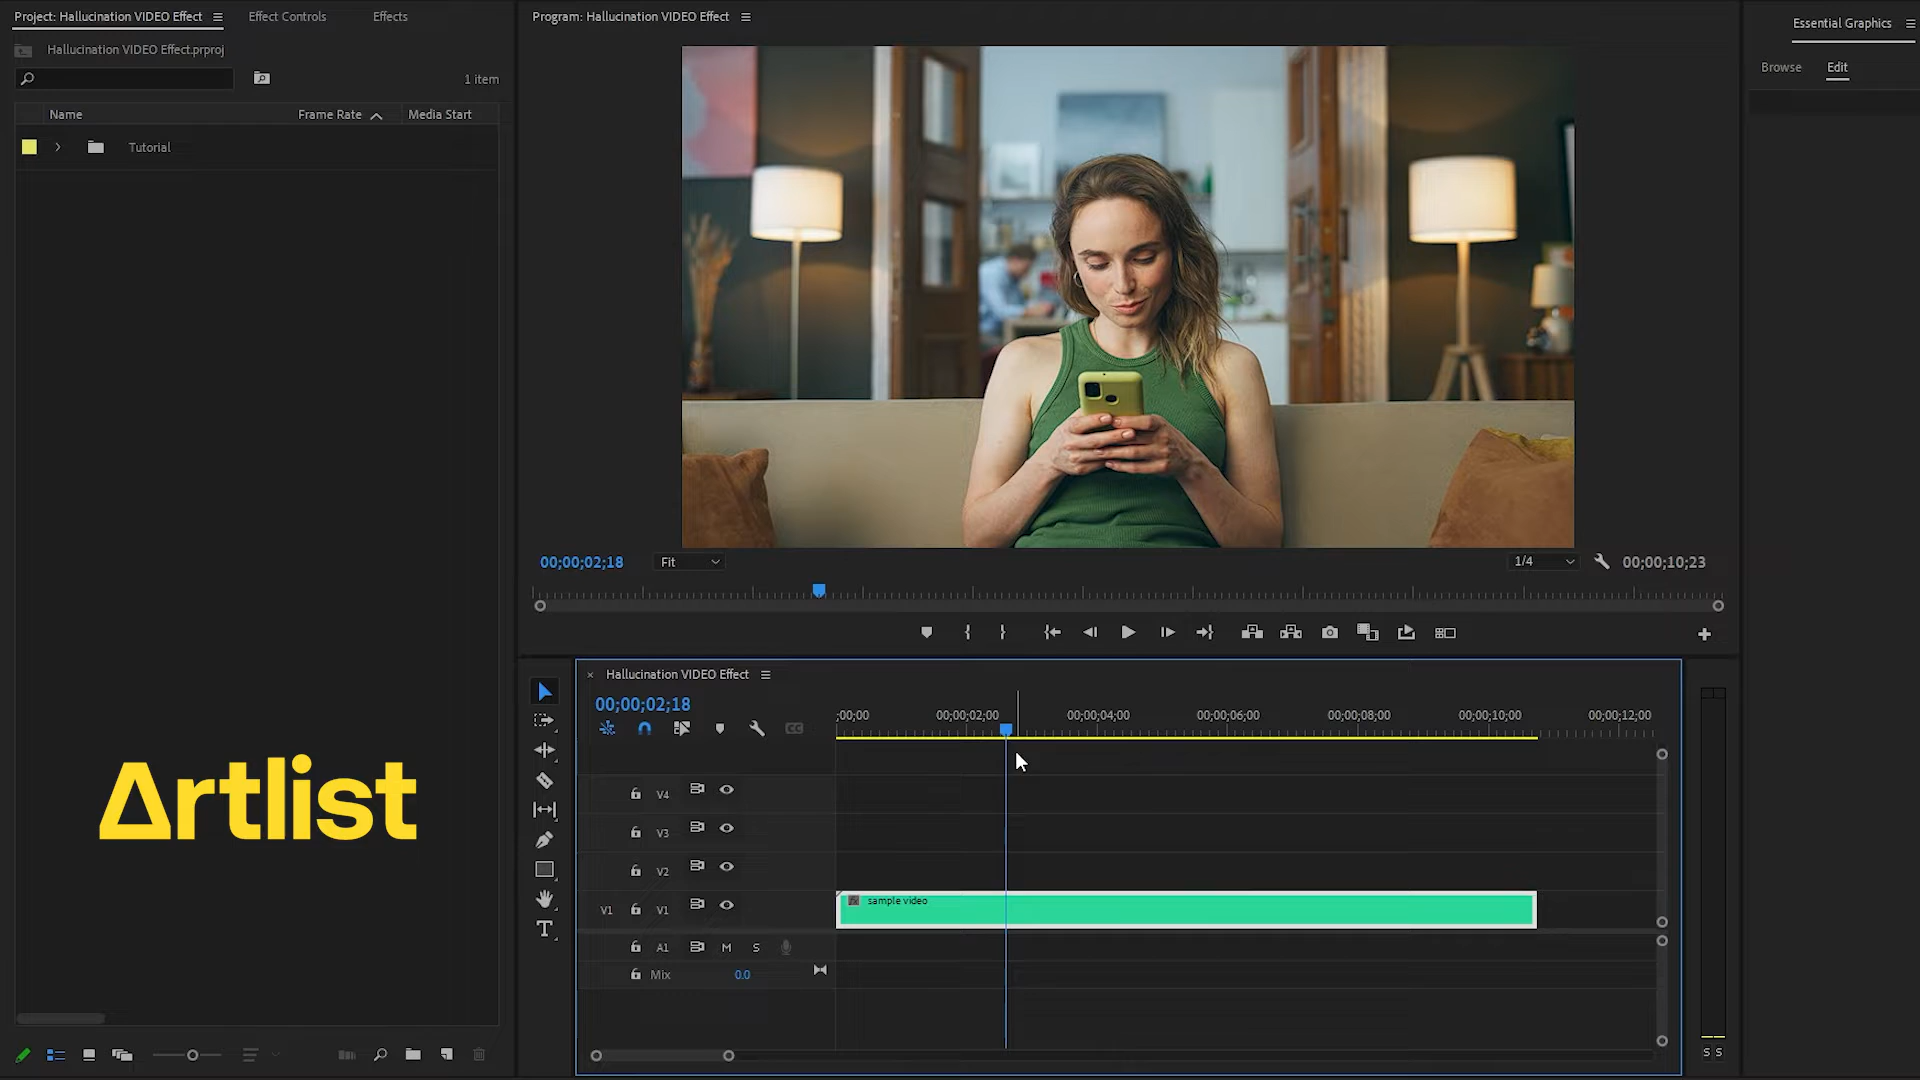 Project: Hallucination VIDEO Effect
Effect Controls
Effects
Hallucination VIDEO Effect.prproj
1 item
Name
Frame Rate
Media Start
Tutorial
Artlist
Program: Hallucination VIDEO Effect
00;00;02;18
Fit
1/4
00;00;10;23
Essential Graphics
Browse
Edit
Hallucination VIDEO Effect
00;00;02;18
;00;00
00;00;02;00
00;00;04;00
00;00;06;00
00;00;08;00
00;00;10;00
00;00;12;00
V4
V3
V2
V1 V1
sample video
A1 M S
Mix 0.0
S S